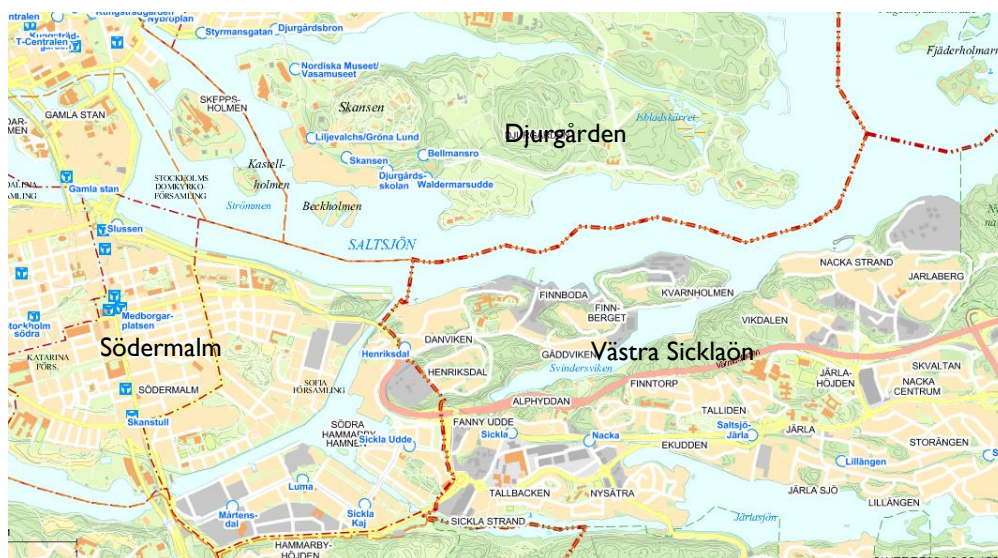 Kungsträdgården
Nybroplan
T-Centralen
Styrmansgatan
Djurgårdsbron
Fjäderholmarn
Nordiska Museet/
Vasamuseet
SKEPPS-
HOLMEN
Skansen
GAMLA STAN
Isbladskärret
Djurgården
Liljevalchs/Gröna Lund
Bellmansro
Skansen
Kastell-
holmen
Djurgårds-
skolan
Waldermarsudde
STOCKHOLMS
DOMKYRKO-
FÖRSAMLING
Gamla stan
Strömmen
Beckholmen
Slussen
SALTSJÖN
NACKA STRAND
JARLABERG
FINNBODA
KVARNHOLMEN
FINN-
BERGET
Medborgar-
platsen
VIKDALEN
Stockholm
södra
DANVIKEN
Södermalm
Henriksdal
GÄDDVIKEN
Västra Sicklaön
KATARINA
FÖRS.
HENRIKSDAL
Svindersviken
SKVALTAN
JÄRLA-
HÖJDEN
SÖDERMALM
SOFIA
FÖRSAMLING
FINNTORP
NACKA
CENTRUM
ALPHYDDAN
TALLIDEN
Skanstull
SÖDRA
HAMMARBY
HAMNEN
FANNY UDDE
Sickla Udde
Sickla
Nacka
EKUDDEN
Saltsjö-
Järla
JÄRLA
STORÄNGEN
Lillängen
Luma
TALLBACKEN
NYSÄTRA
JÄRLA SJÖ
LILLÄNGEN
Mårtens-
dal
Sickla
Kaj
SICKLA STRAND
Järlasjön
HAMMARBY-
HÖJDEN